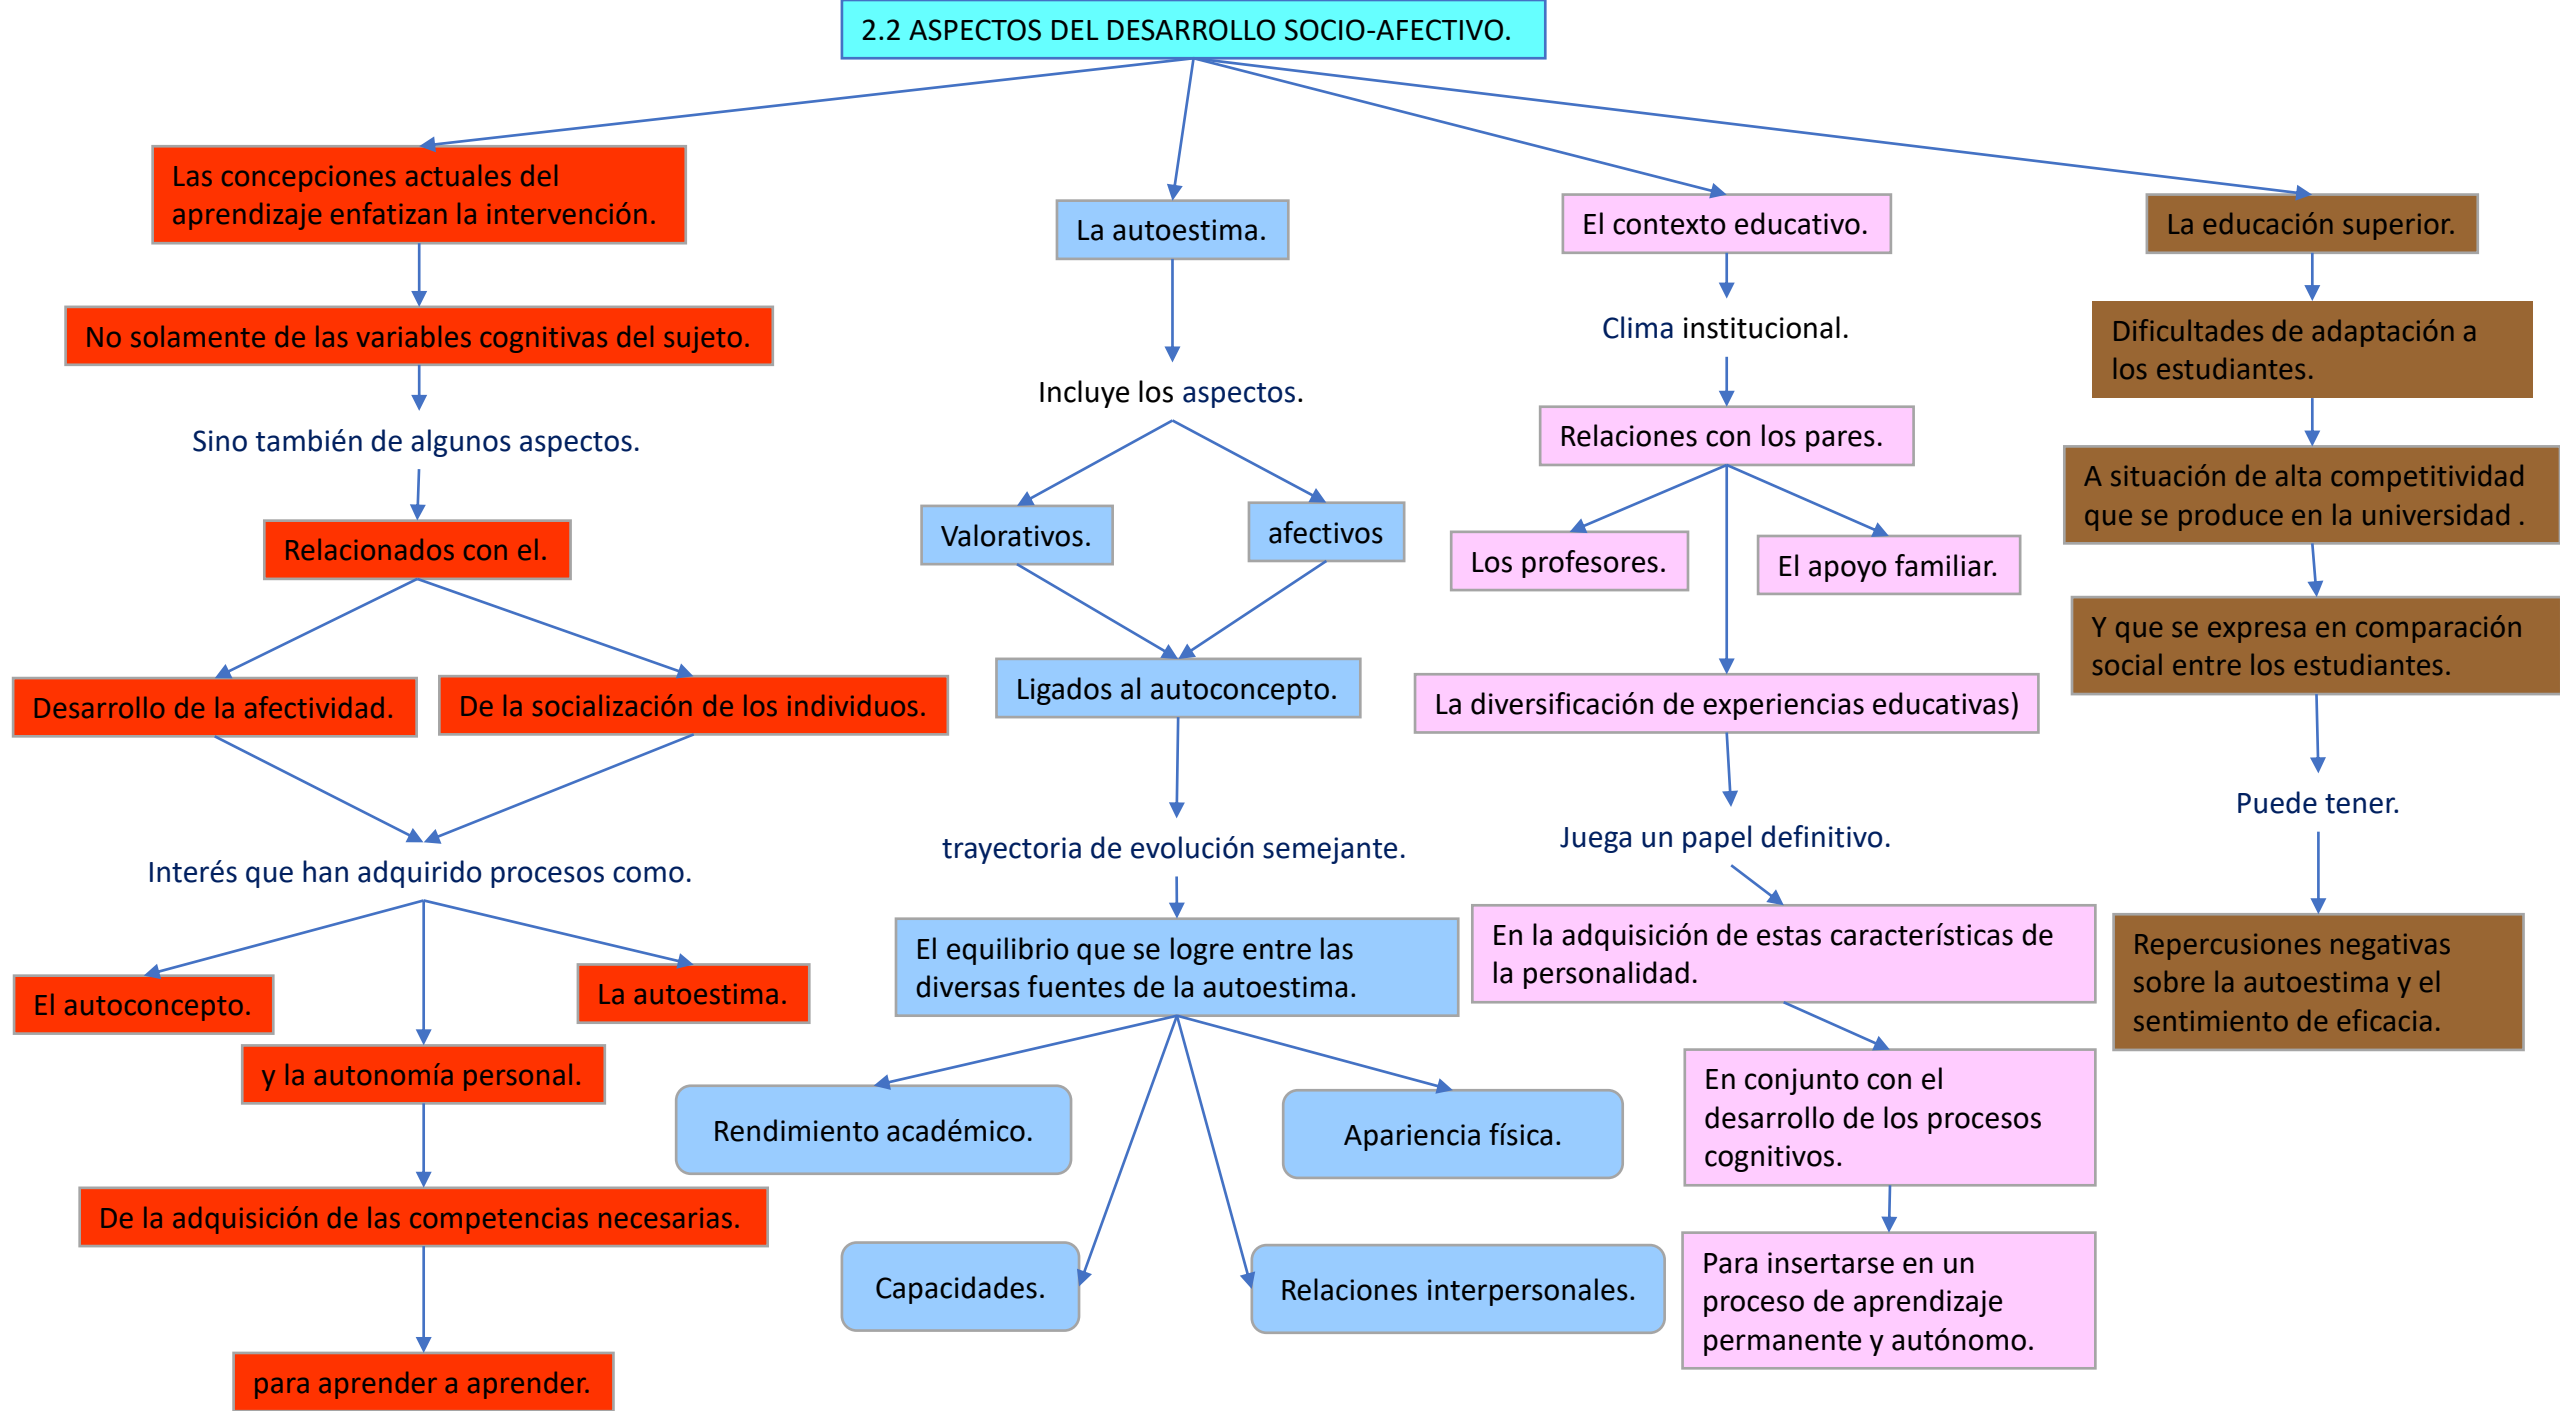 2.2 ASPECTOS DEL DESARROLLO SOCIO-AFECTIVO.
Las concepciones actuales del
aprendizaje enfatizan la intervención.
No solamente de las variables cognitivas del sujeto.
Sino también de algunos aspectos.
Relacionados con el.
Desarrollo de la afectividad.
De la socialización de los individuos.
Interés que han adquirido procesos como.
El autoconcepto.
La autoestima.
y la autonomía personal.
De la adquisición de las competencias necesarias.
para aprender a aprender.
La autoestima.
Incluye los aspectos.
Valorativos.
afectivos
Ligados al autoconcepto.
trayectoria de evolución semejante.
El equilibrio que se logre entre las
diversas fuentes de la autoestima.
Rendimiento académico.
Apariencia física.
Capacidades.
Relaciones interpersonales.
El contexto educativo.
Clima institucional.
Relaciones con los pares.
Los profesores.
El apoyo familiar.
La diversificación de experiencias educativas)
Juega un papel definitivo.
En la adquisición de estas características de
la personalidad.
En conjunto con el
desarrollo de los procesos
cognitivos.
Para insertarse en un
proceso de aprendizaje
permanente y autónomo.
La educación superior.
Dificultades de adaptación a
los estudiantes.
A situación de alta competitividad
que se produce en la universidad .
Y que se expresa en comparación
social entre los estudiantes.
Puede tener.
Repercusiones negativas
sobre la autoestima y el
sentimiento de eficacia.